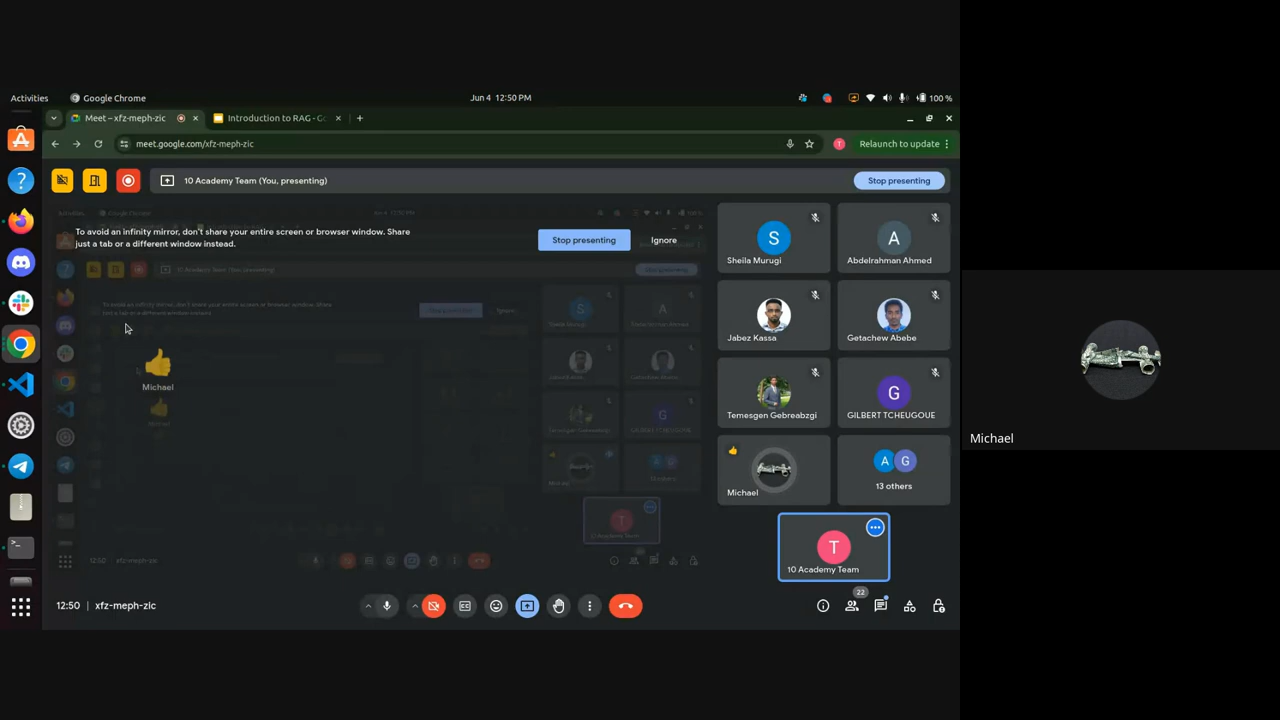 Activities
Google Chrome
Jun 4 12:50 PM
100 %
Meet – xfz-meph-zic
Introduction to RAG - G
meet.google.com/xfz-meph-zic
T
Relaunch to update
10 Academy Team (You, presenting)
Stop presenting
To avoid an infinity mirror, don't share your entire screen or browser window. Share
just a tab or a different window instead.
Stop presenting
Ignore
S
Sheila Murugi
A
Abdelrahman Ahmed
Jabez Kassa
Getachew Abebe
Temesgen Gebreabzgi
G
GILBERT TCHEUGOUE
Michael
Michael
A G
13 others
T
10 Academy Team
12:50 | xfz-meph-zic
22
Michael